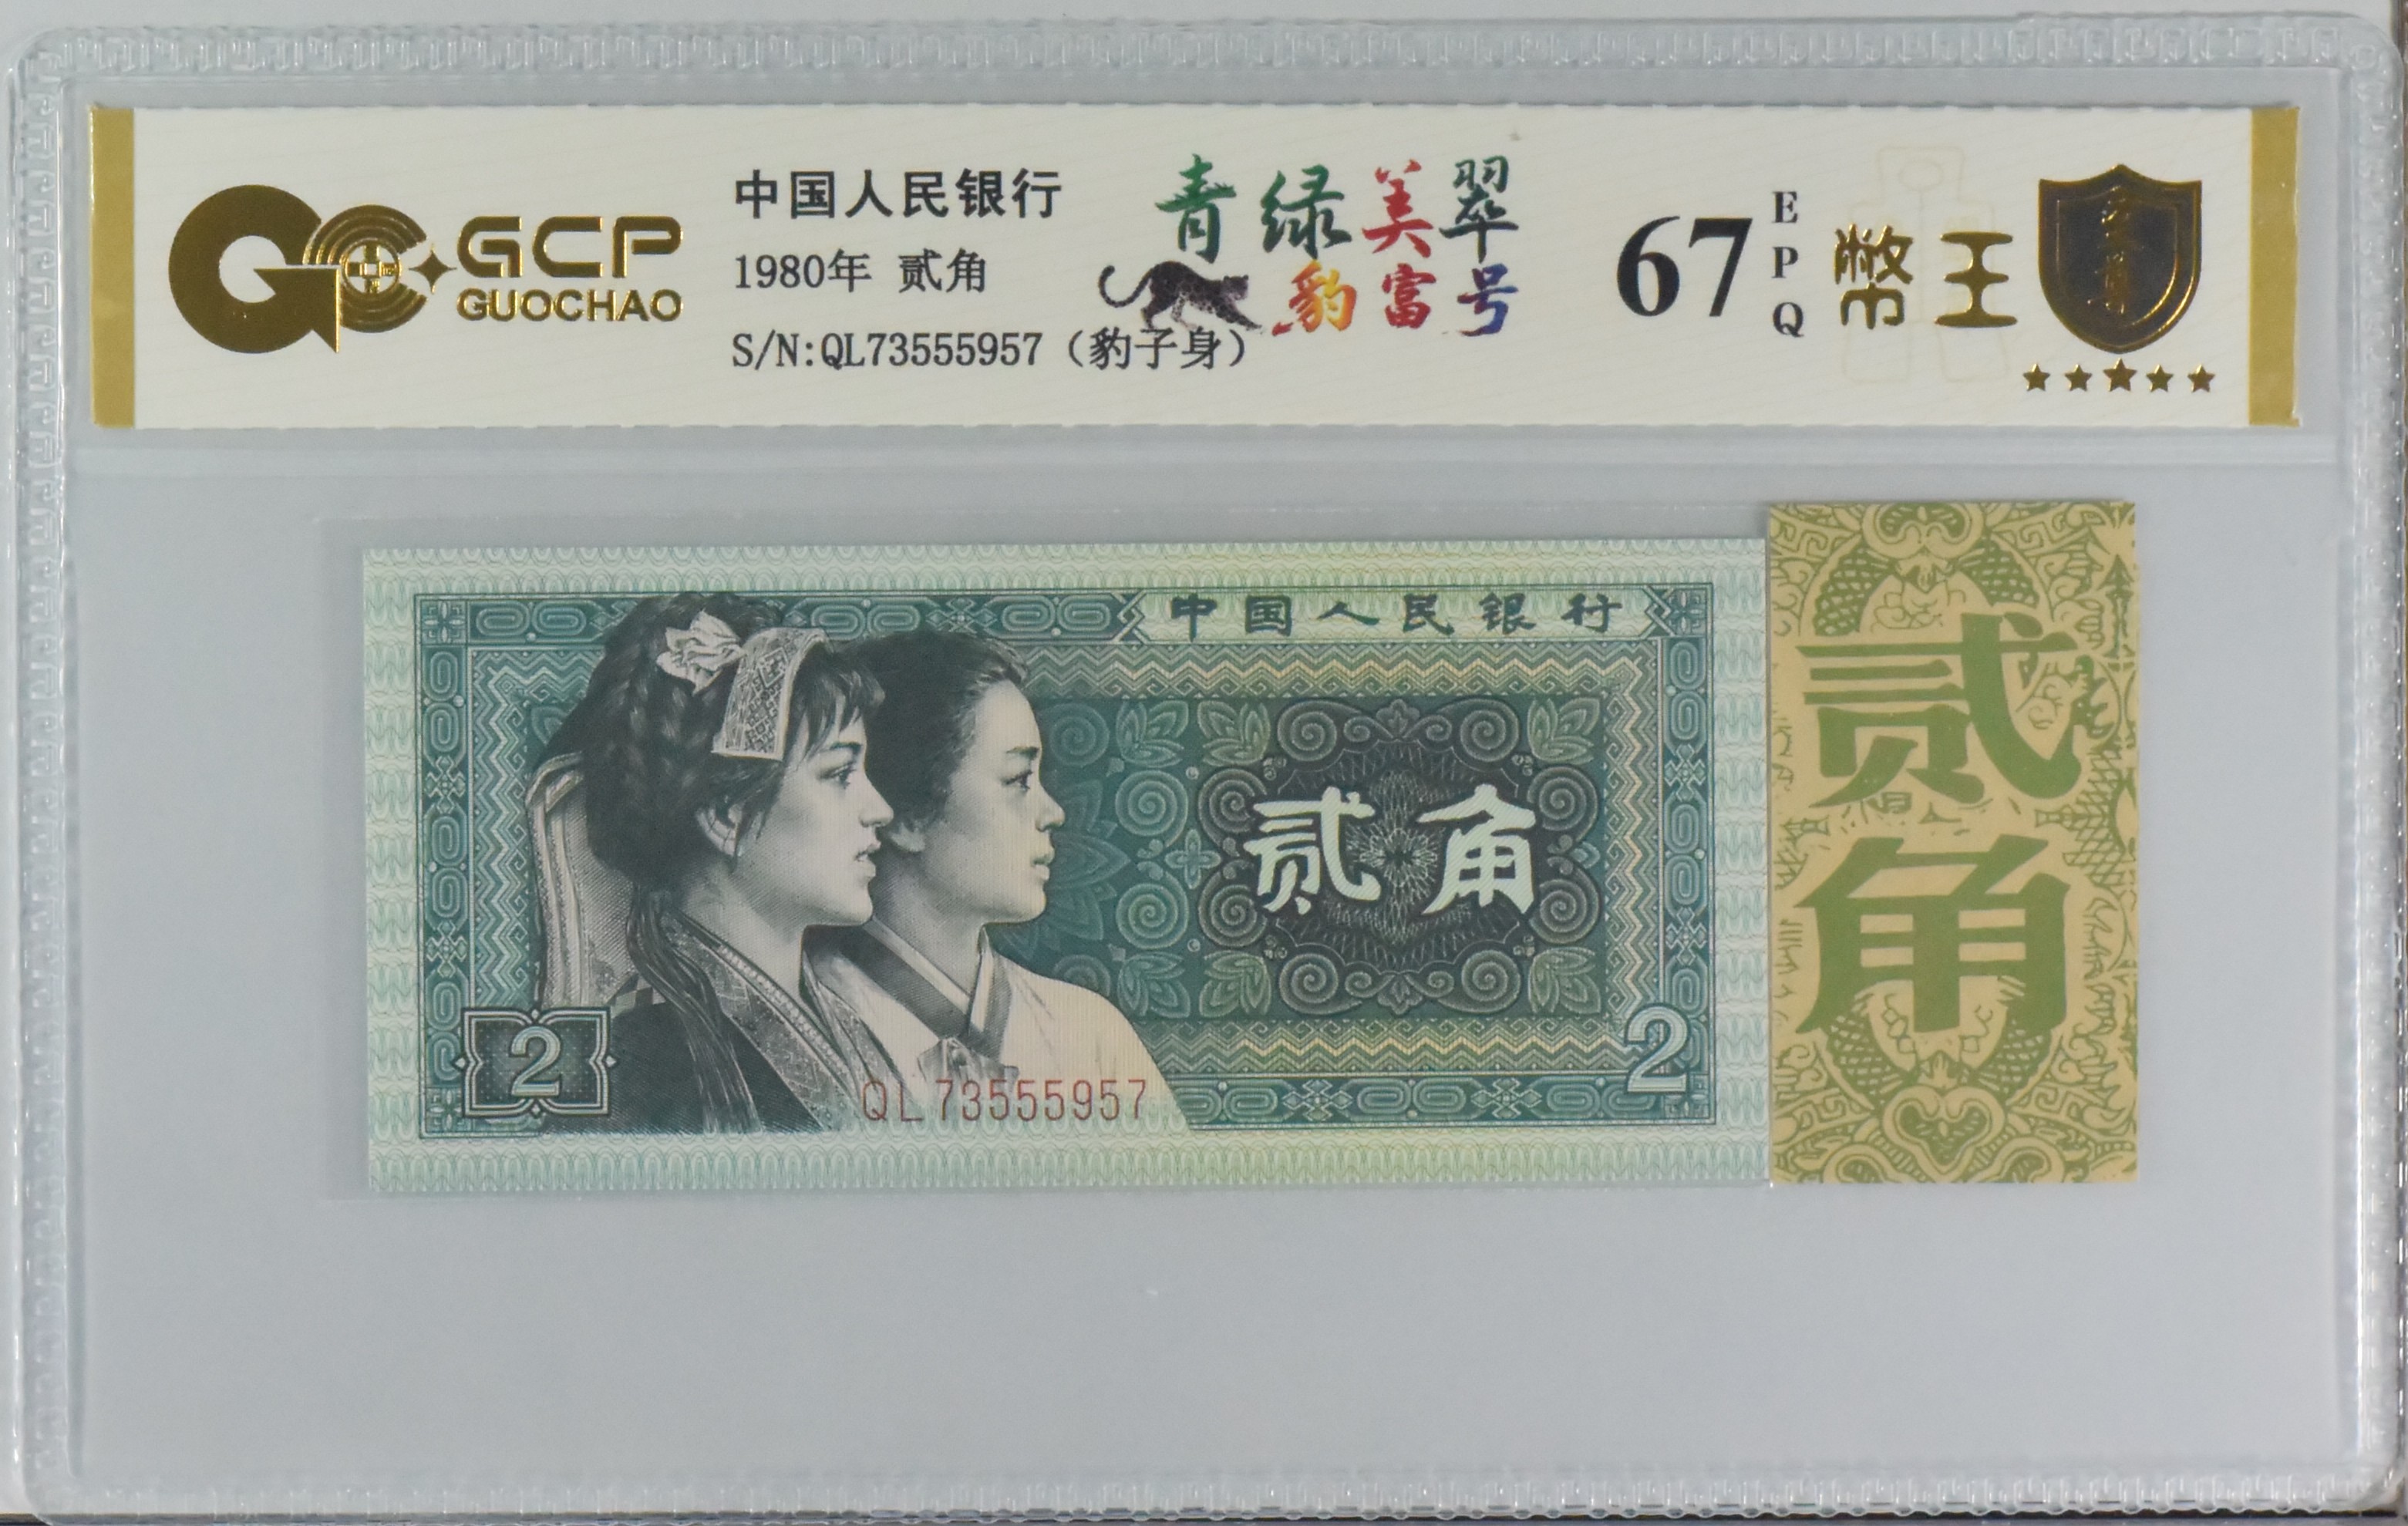 GCP
GUOCHAO
中国人民银行
1980年 贰角
S/N:QL73555957（豹子身）
青绿美翠
豹富号
67
EPQ
幣王
中国人民银行
贰角
2
QL73555957
2
贰角